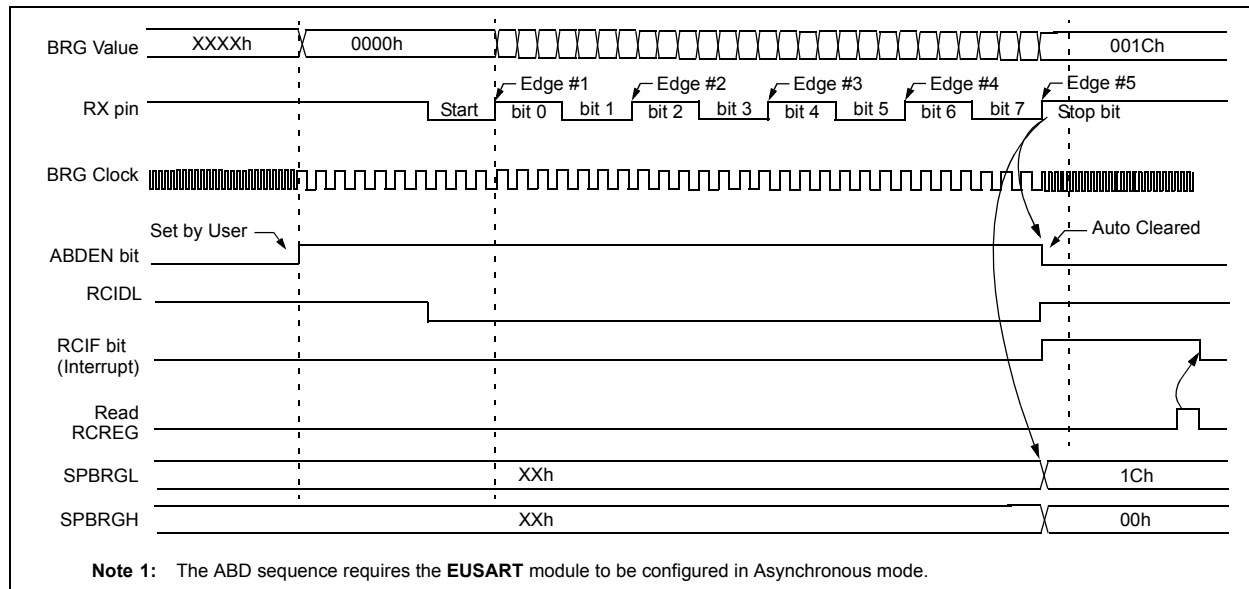 BRG Value XXXXh 0000h 001Ch
Edge #1 Edge #2 Edge #3 Edge #4 Edge #5
RX pin Start bit 0 bit 1 bit 2 bit 3 bit 4 bit 5 bit 6 bit 7 Stop bit
BRG Clock
Set by User Auto Cleared
ABDEN bit
RCIDL
RCIF bit
(Interrupt)
Read
RCREG
SPBRGL XXh 1Ch
SPBRGH XXh 00h
Note 1: The ABD sequence requires the EUSART module to be configured in Asynchronous mode.